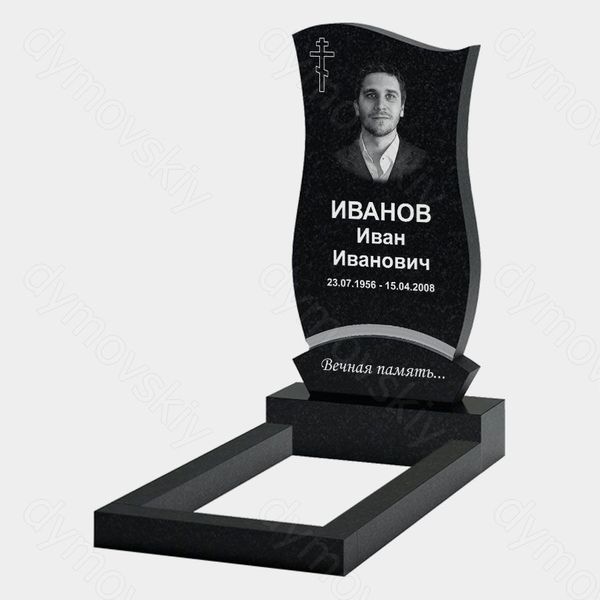 ИВАНОВ
Иван
Иванович
23.07.1956 - 15.04.2008
Вечная память...
dymovskiy